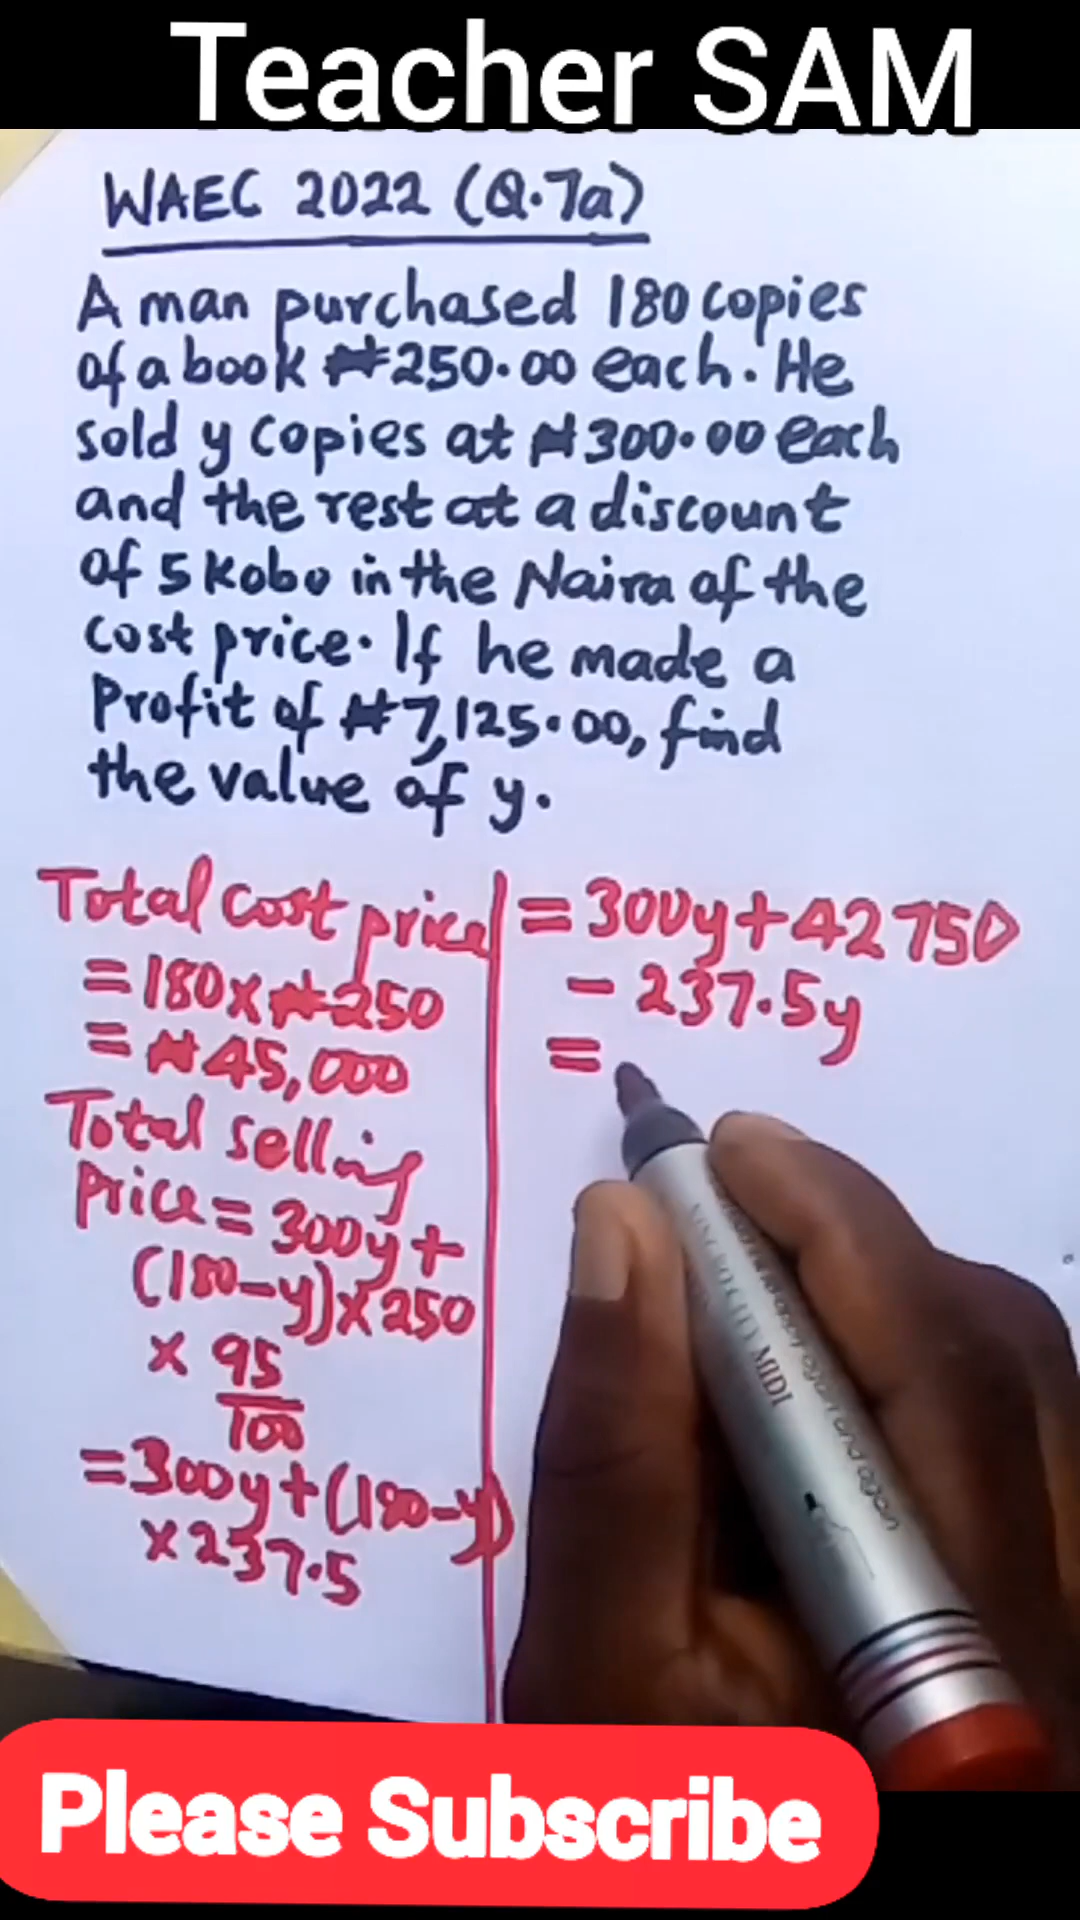 Teacher SAM
WAEC 2022 (Q.7a)
A man purchased 180 copies
of a book ₦250.00 each. He
sold y copies at ₦300.00 each
and the rest at a discount
of 5 kobo in the Naira of the
cost price. If he made a
Profit of ₦7,125.00, find
the value of y.
Total cost price
= 180 x ₦250
= ₦45,000
Total selling
Price = 300y +
(180-y) x 250
x 95
100
= 300y + (180-y)
x 237.5
= 300y + 42750
- 237.5y
=
MIDI
Please Subscribe